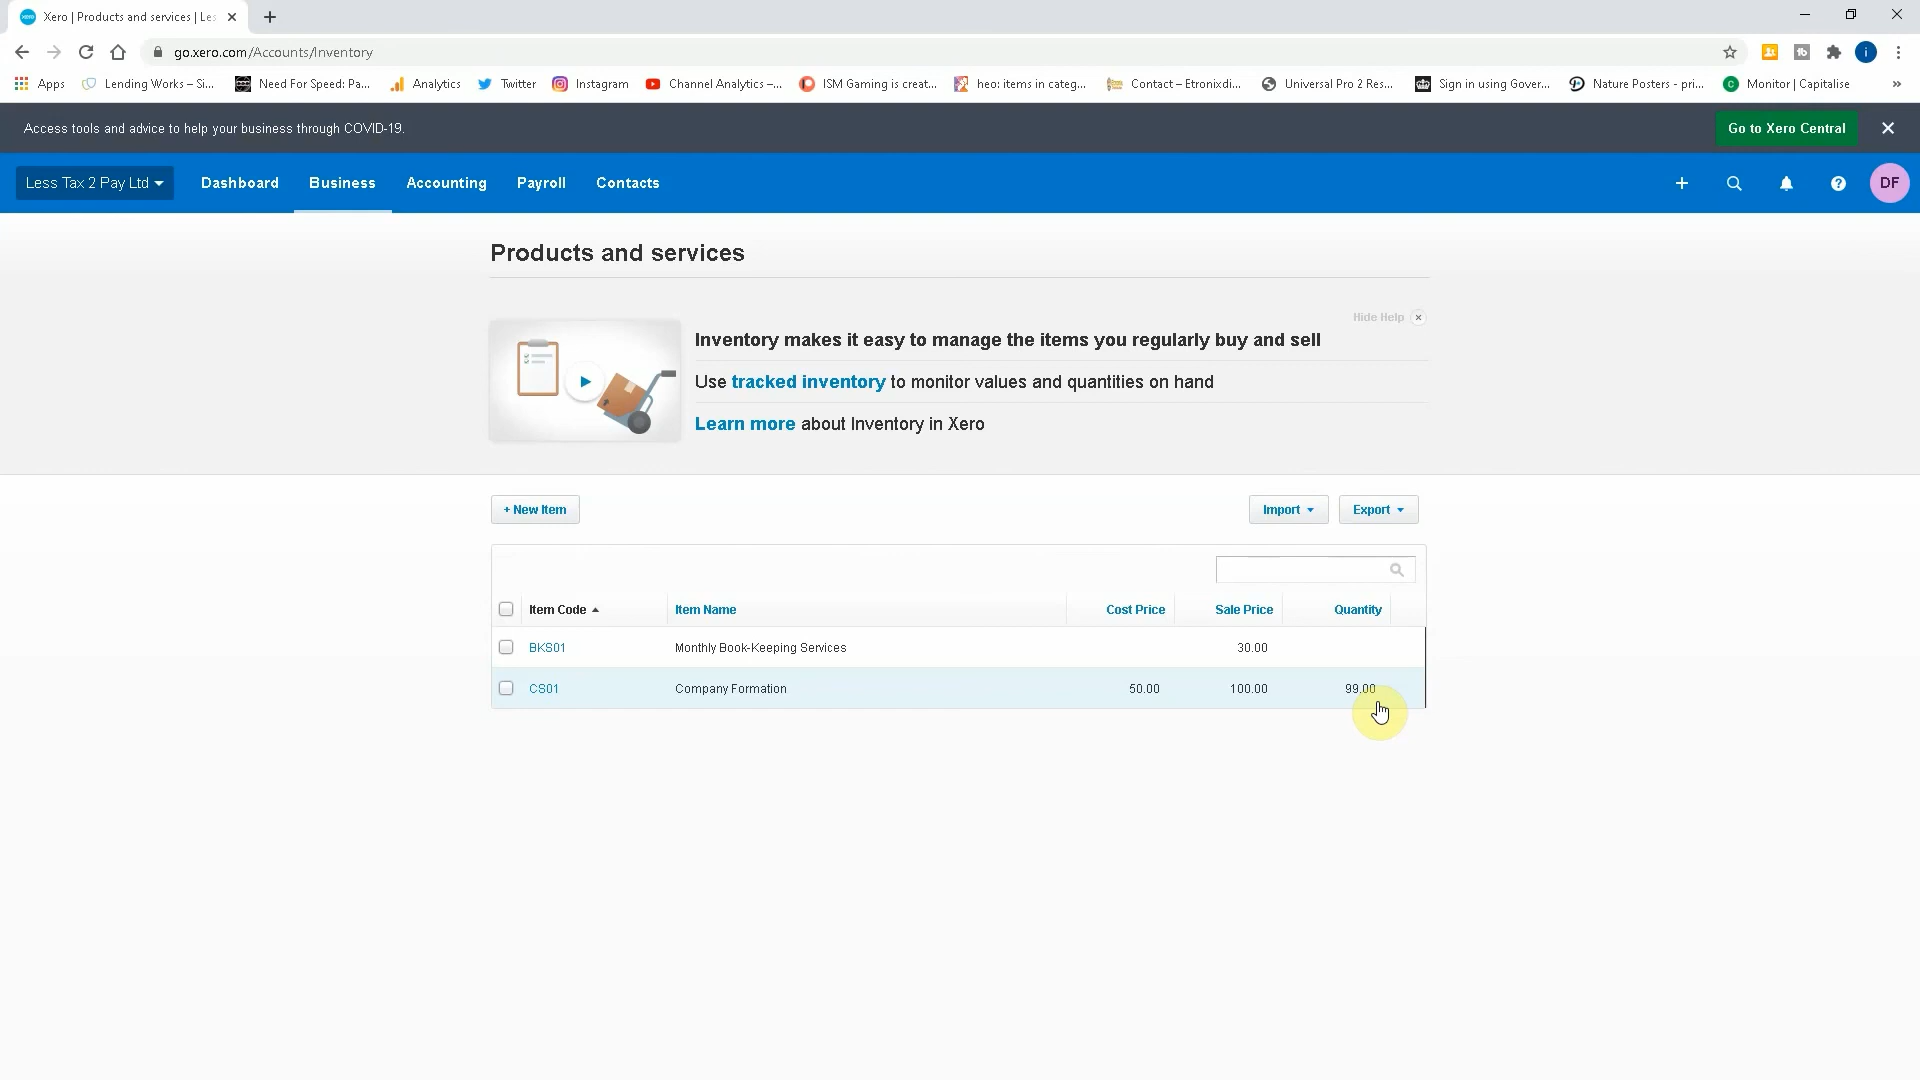 Xero | Products and services | Les
go.xero.com/Accounts/Inventory
Apps Lending Works – Si... Need For Speed: Pa... Analytics Twitter Instagram Channel Analytics –... ISM Gaming is creat... heo: items in categ... Contact – Etronixdi... Universal Pro 2 Res... Sign in using Gover... Nature Posters - pri... Monitor | Capitalise »
Access tools and advice to help your business through COVID-19. Go to Xero Central
Less Tax 2 Pay Ltd Dashboard Business Accounting Payroll Contacts DF
Products and services
Hide Help
Inventory makes it easy to manage the items you regularly buy and sell
Use tracked inventory to monitor values and quantities on hand
Learn more about Inventory in Xero
+ New Item Import Export
Item Code Item Name Cost Price Sale Price Quantity
BKS01 Monthly Book-Keeping Services 30.00
CS01 Company Formation 50.00 100.00 99.00